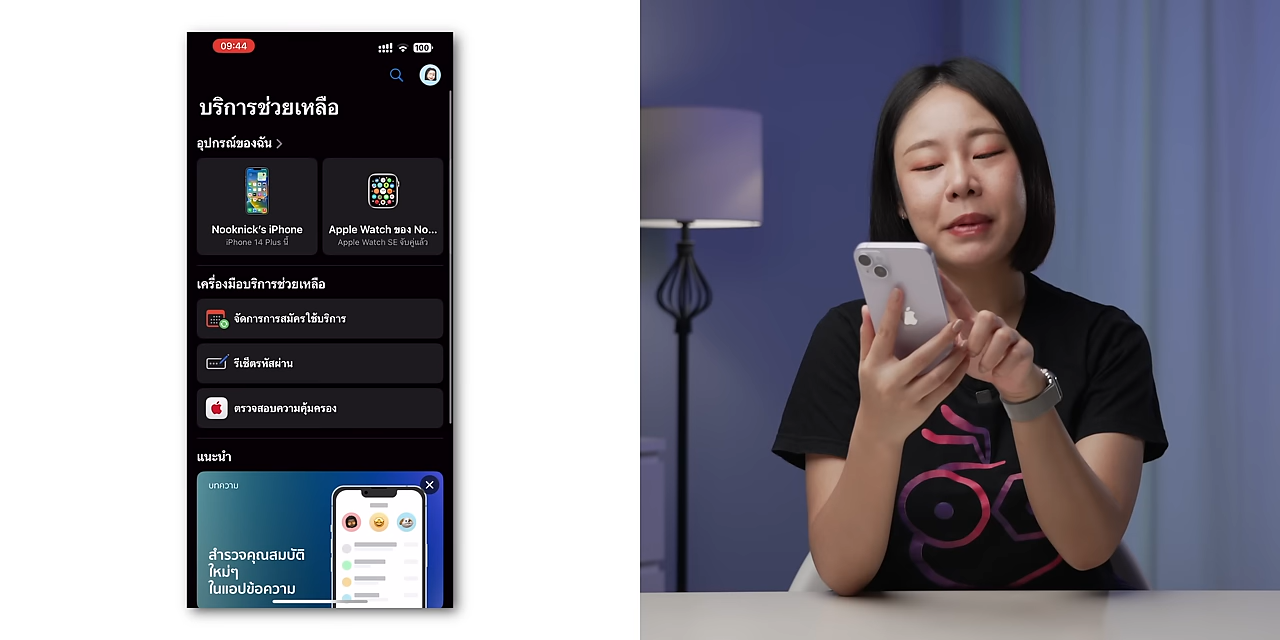 09:44
100
บริการช่วยเหลือ
อุปกรณ์ของฉัน
Nooknick's iPhone
iPhone 14 Plus นี้
Apple Watch ของ No...
Apple Watch SE จับคู่แล้ว
เครื่องมือบริการช่วยเหลือ
จัดการการสมัครใช้บริการ
รีเซ็ตรหัสผ่าน
ตรวจสอบความคุ้มครอง
แนะนำ
บทความ
สำรวจคุณสมบัติ
ใหม่ๆ
ในแอปข้อความ